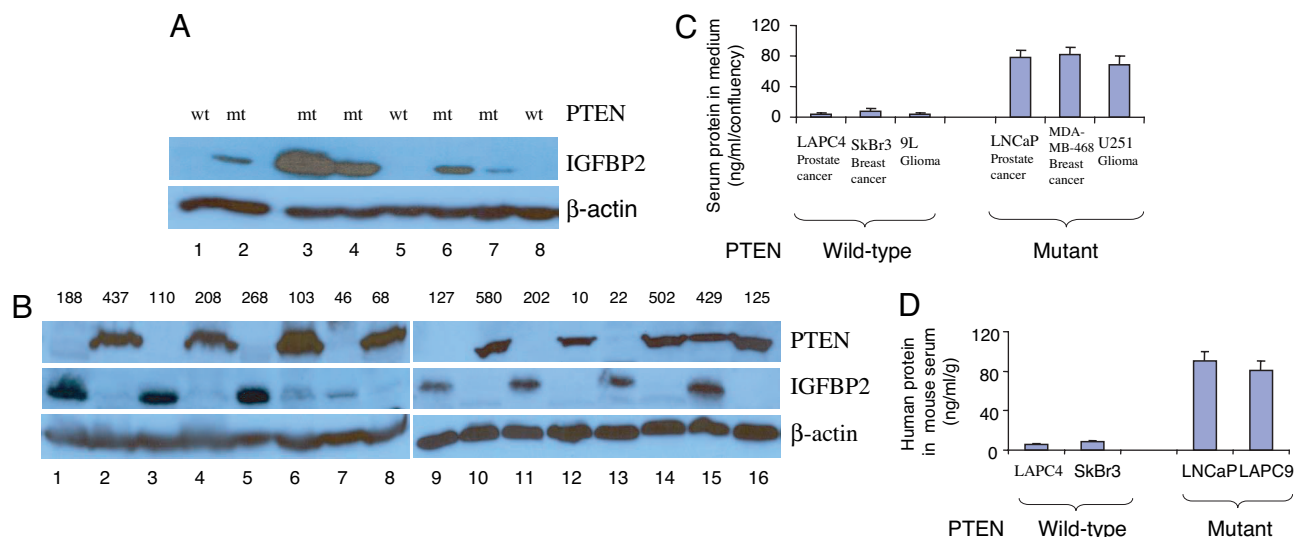 A
wt mt mt mt wt mt mt wt PTEN
IGFBP2
β-actin
1 2 3 4 5 6 7 8
B
188 437 110 208 268 103 46 68 127 580 202 10 22 502 429 125
PTEN
IGFBP2
β-actin
1 2 3 4 5 6 7 8 9 10 11 12 13 14 15 16
C
Serum protein in medium
(ng/ml/confluency)
120
80
40
0
LAPC4
Prostate
cancer
SkBr3
Breast
cancer
9L
Glioma
LNCaP
Prostate
cancer
MDA-
MB-468
Breast
cancer
U251
Glioma
PTEN Wild-type Mutant
D
Human protein
in mouse serum
(ng/ml/g)
120
80
40
0
LAPC4 SkBr3 LNCaP LAPC9
PTEN Wild-type Mutant